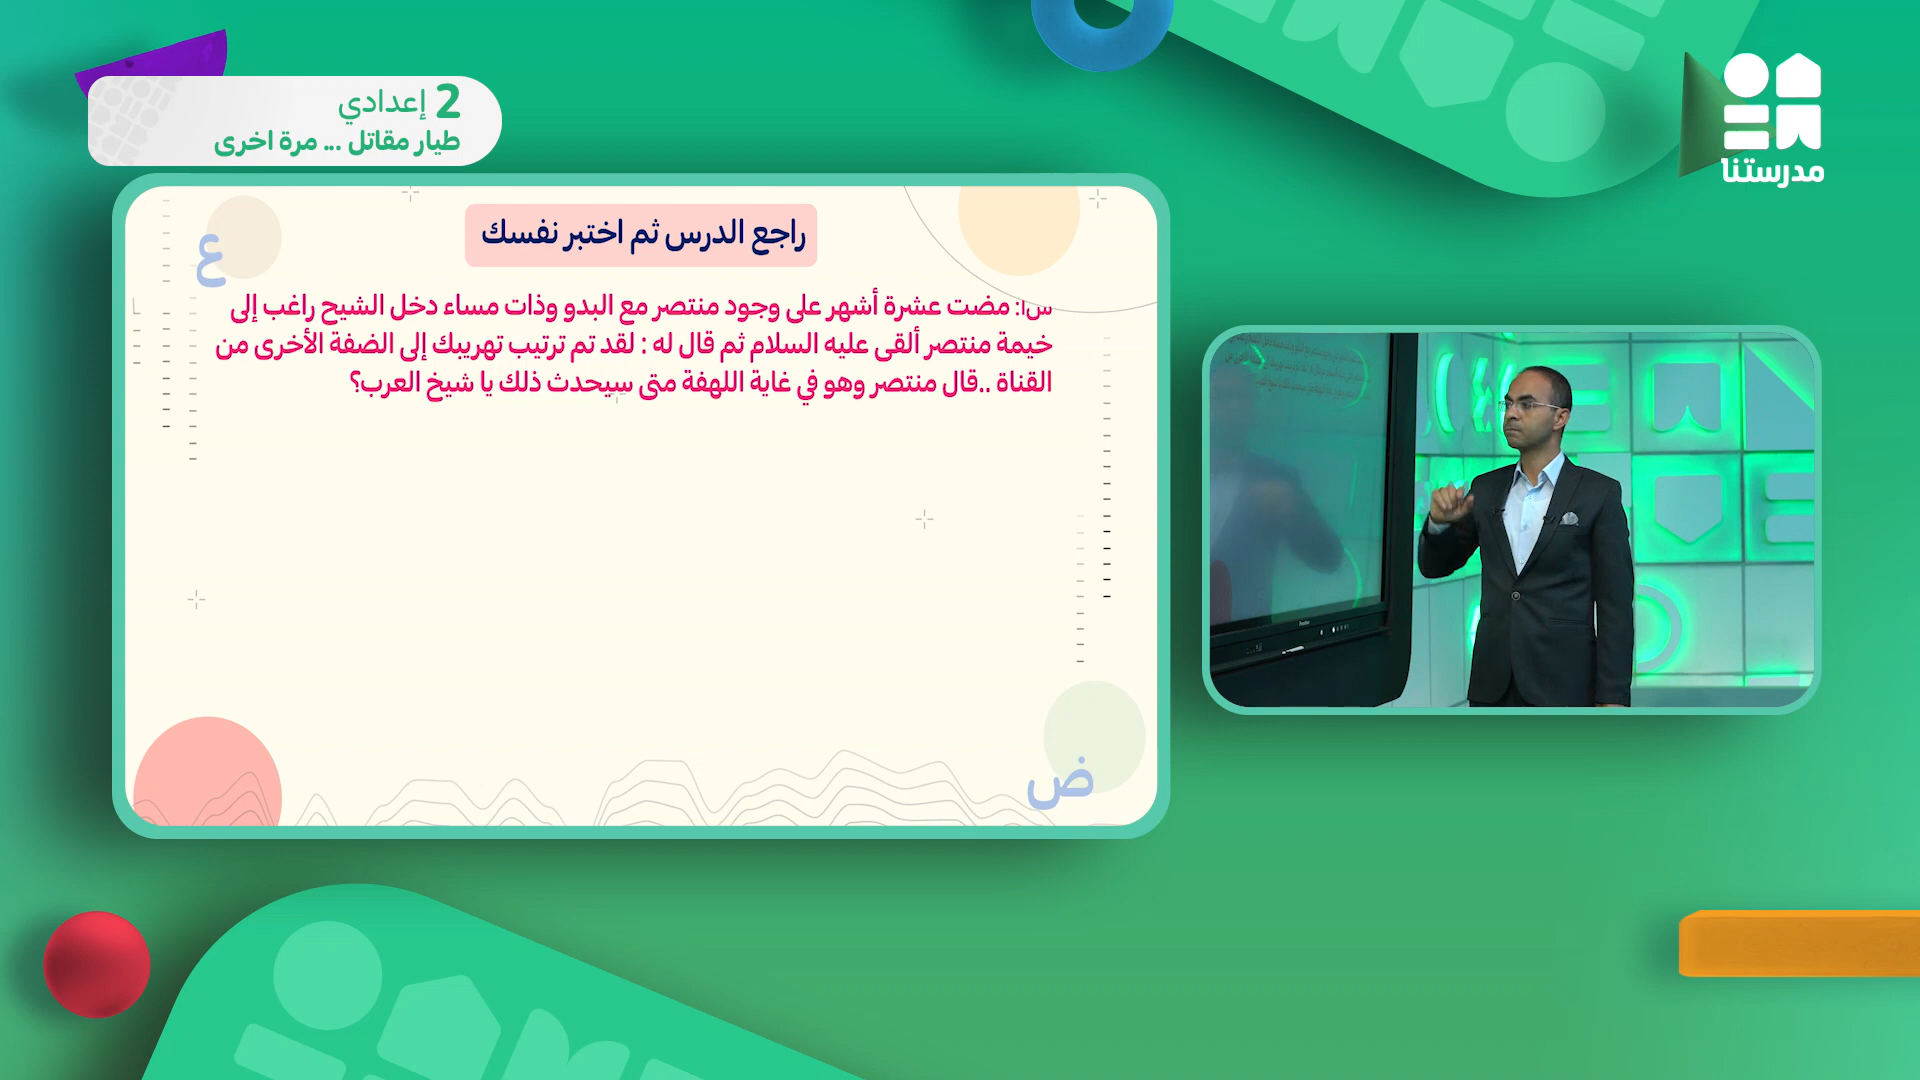 2 إعدادي
طيار مقاتل ... مرة اخرى
مدرستنا
راجع الدرس ثم اختبر نفسك
س1: مضت عشرة أشهر على وجود منتصر مع البدو وذات مساء دخل الشيح راغب إلى
خيمة منتصر ألقى عليه السلام ثم قال له : لقد تم ترتيب تهريبك إلى الضفة الأخرى من
القناة ..قال منتصر وهو في غاية اللهفة متى سيحدث ذلك يا شيخ العرب؟
ع
ض